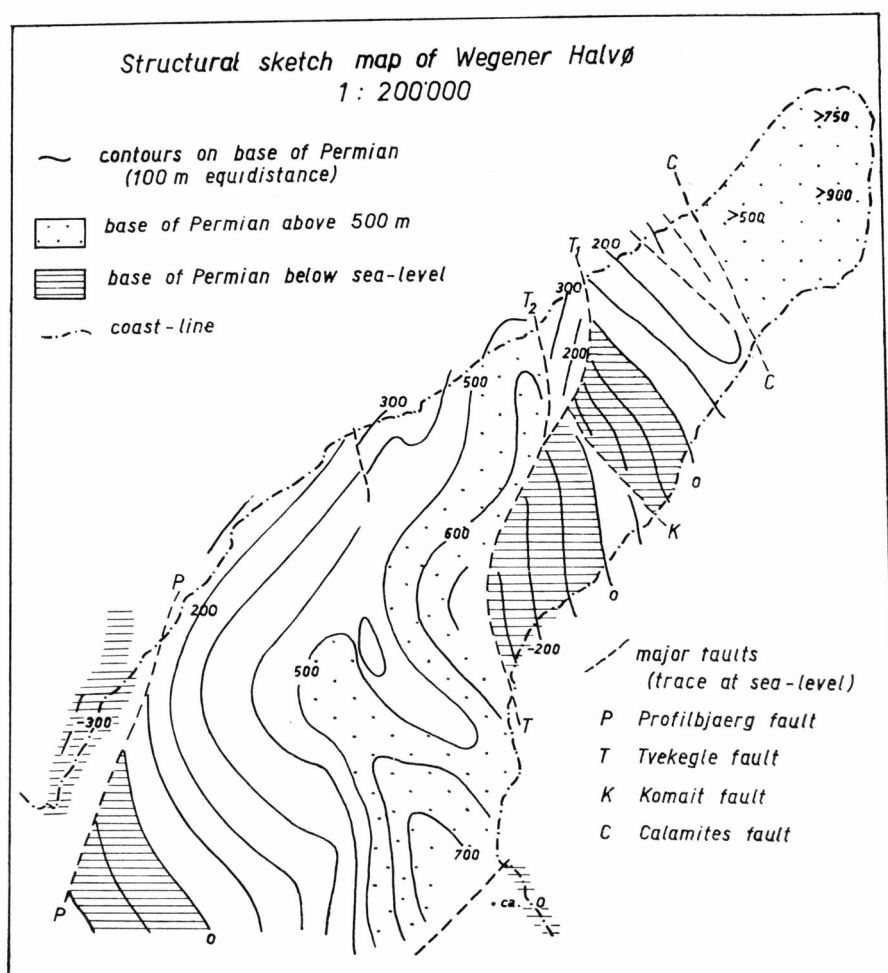 Structural sketch map of Wegener Halvø
1 : 200'000
contours on base of Permian
(100 m equidistance)
base of Permian above 500 m
base of Permian below sea-level
coast-line
>750
>900
>500
C
C
200
T1
300
T2
200
500
300
0
K
600
0
P
200
-200
500
-300
T
700
ca. 0
P
0
major faults
(trace at sea-level)
P Profilbjaerg fault
T Tvekegle fault
K Komait fault
C Calamites fault